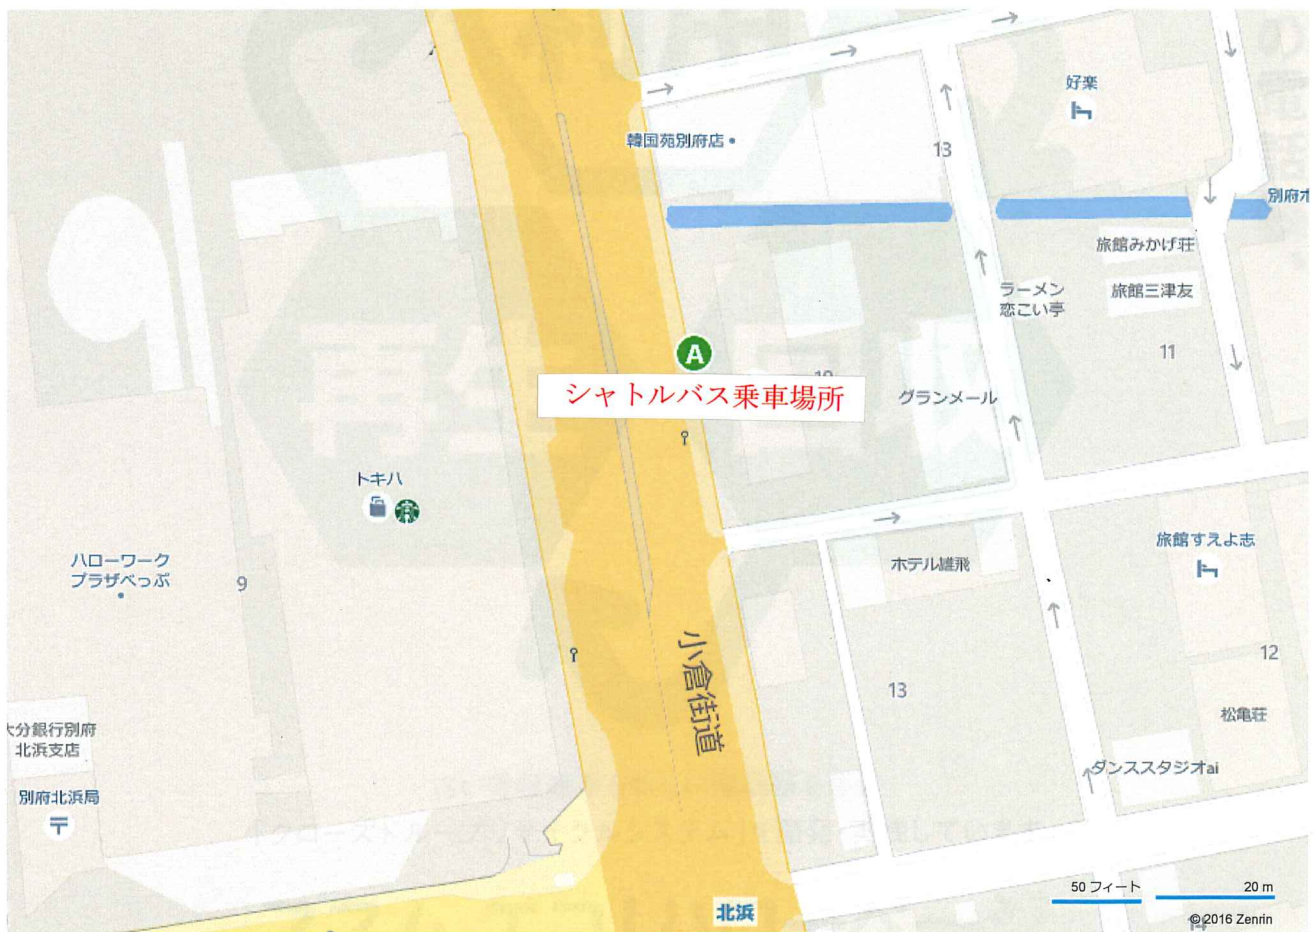 好楽
韓国苑別府店
13
別府
旅館みかげ荘
ラーメン
恋こい亭
旅館三津友
11
A
シャトルバス乗車場所
グランメール
トキハ
ハローワーク
プラザべっぷ
9
旅館すえよ志
ホテル雄飛
小倉街道
12
13
松亀荘
大分銀行別府
北浜支店
ダンススタジオai
別府北浜局
北浜
50 フィート
20 m
© 2016 Zenrin